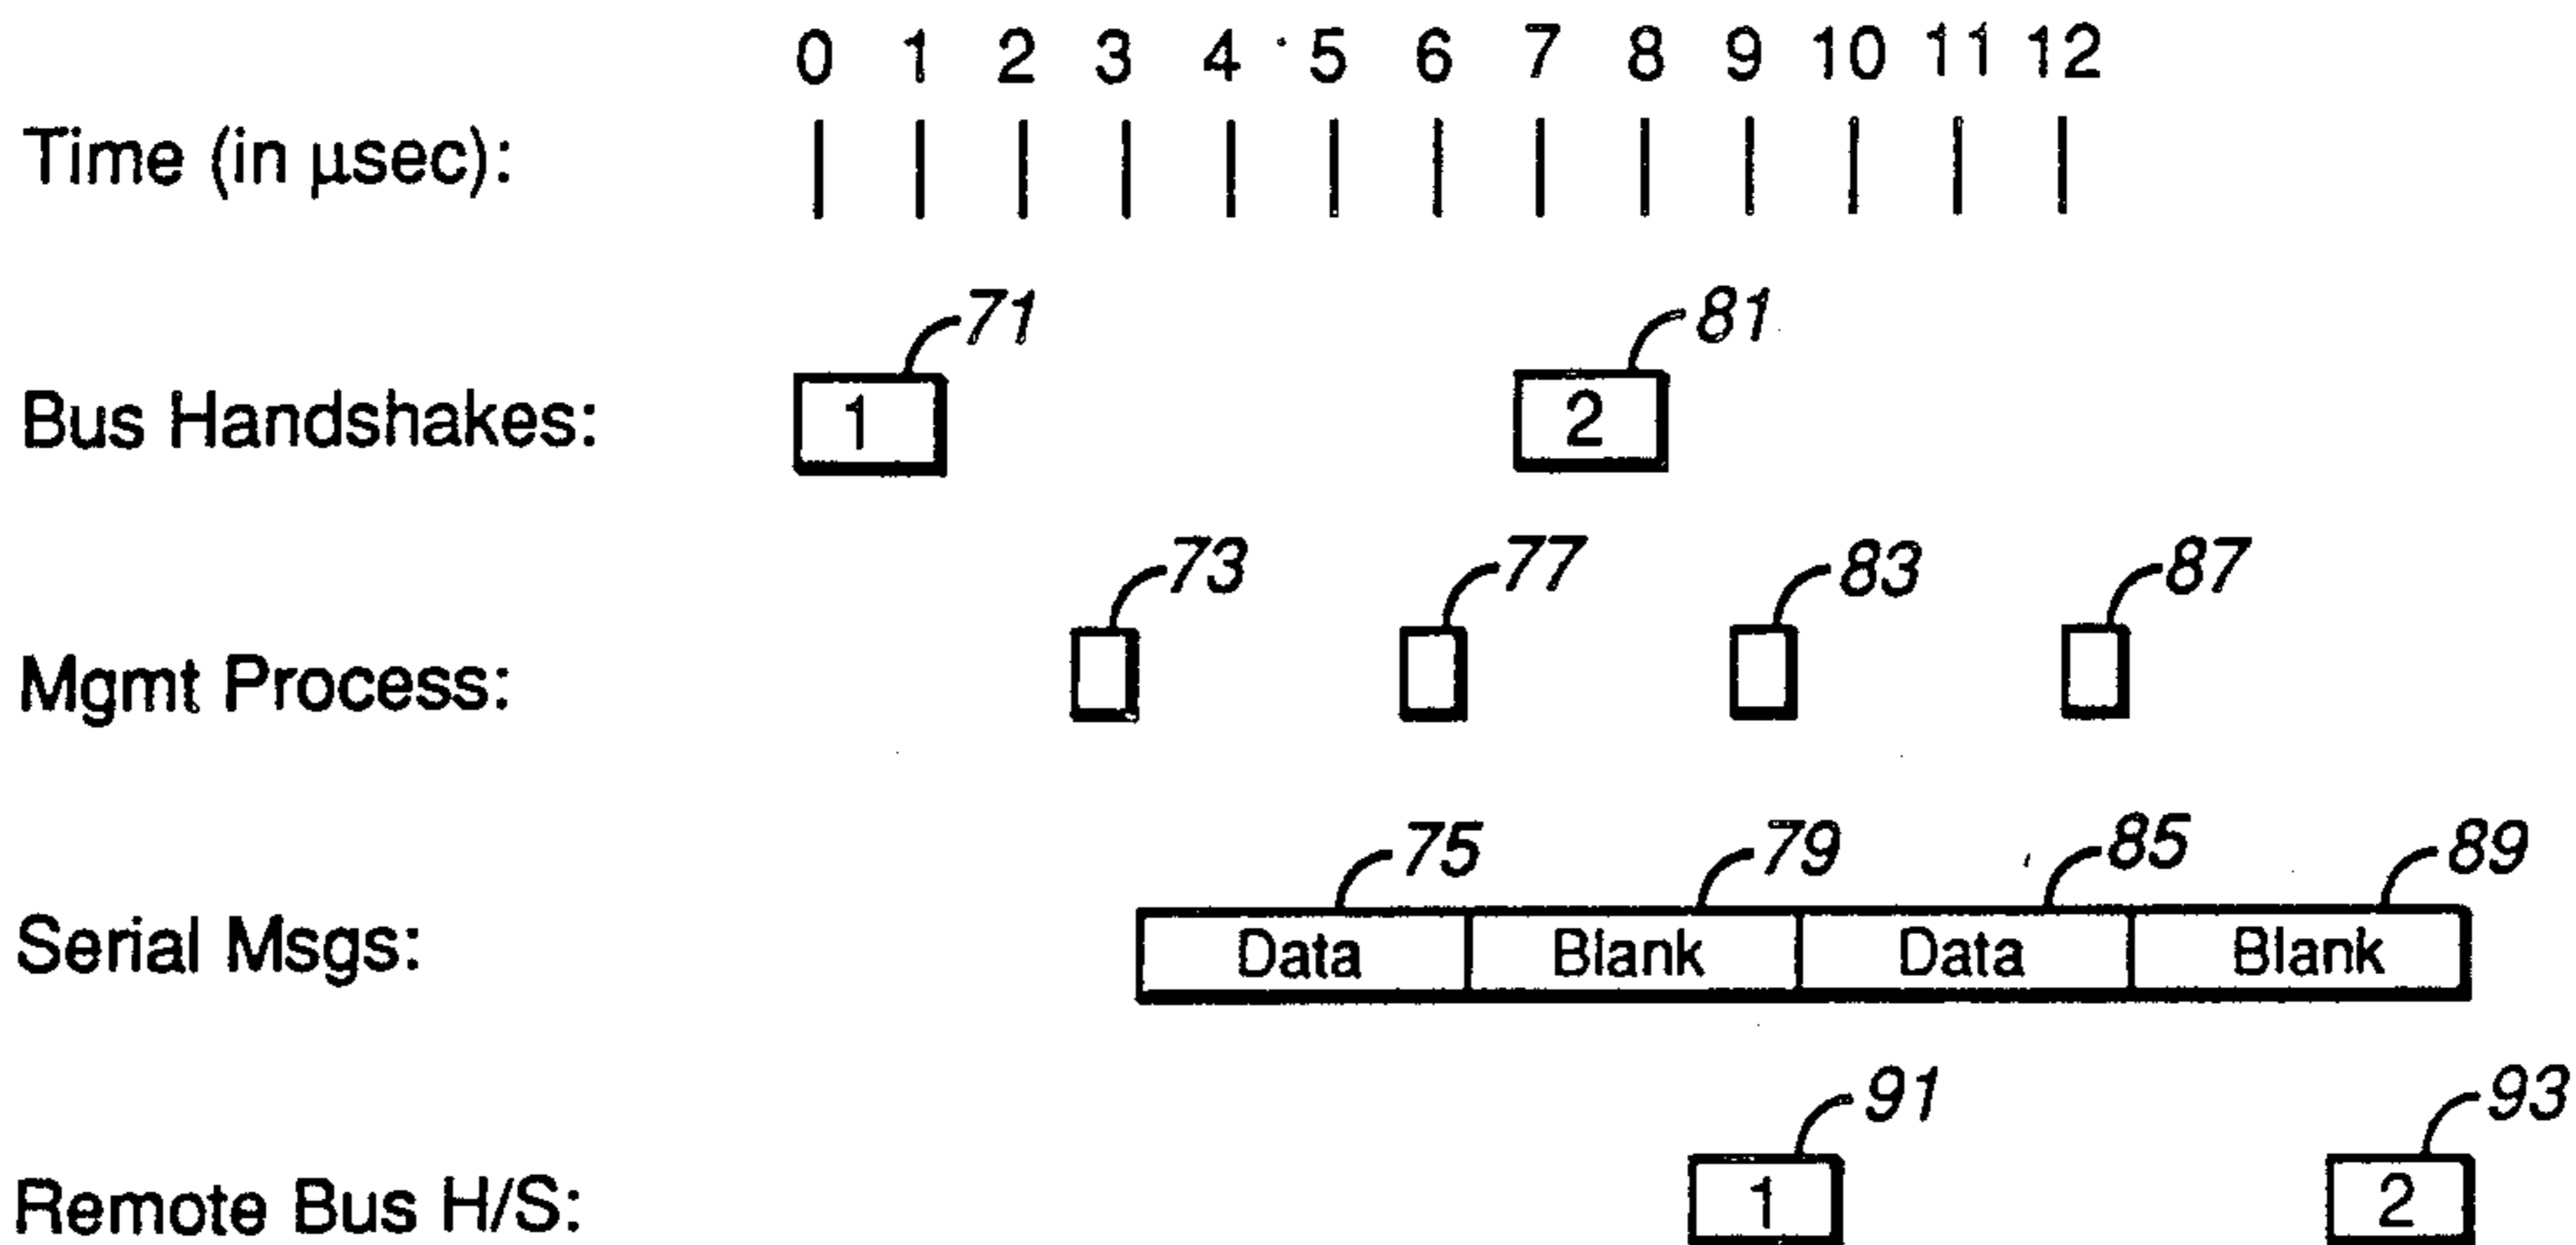 0 1 2 3 4 5 6 7 8 9 10 11 12
Time (in µsec):
71 81
Bus Handshakes: 1 2
73 77 83 87
Mgmt Process:
75 79 85 89
Serial Msgs: Data Blank Data Blank
91 93
Remote Bus H/S: 1 2